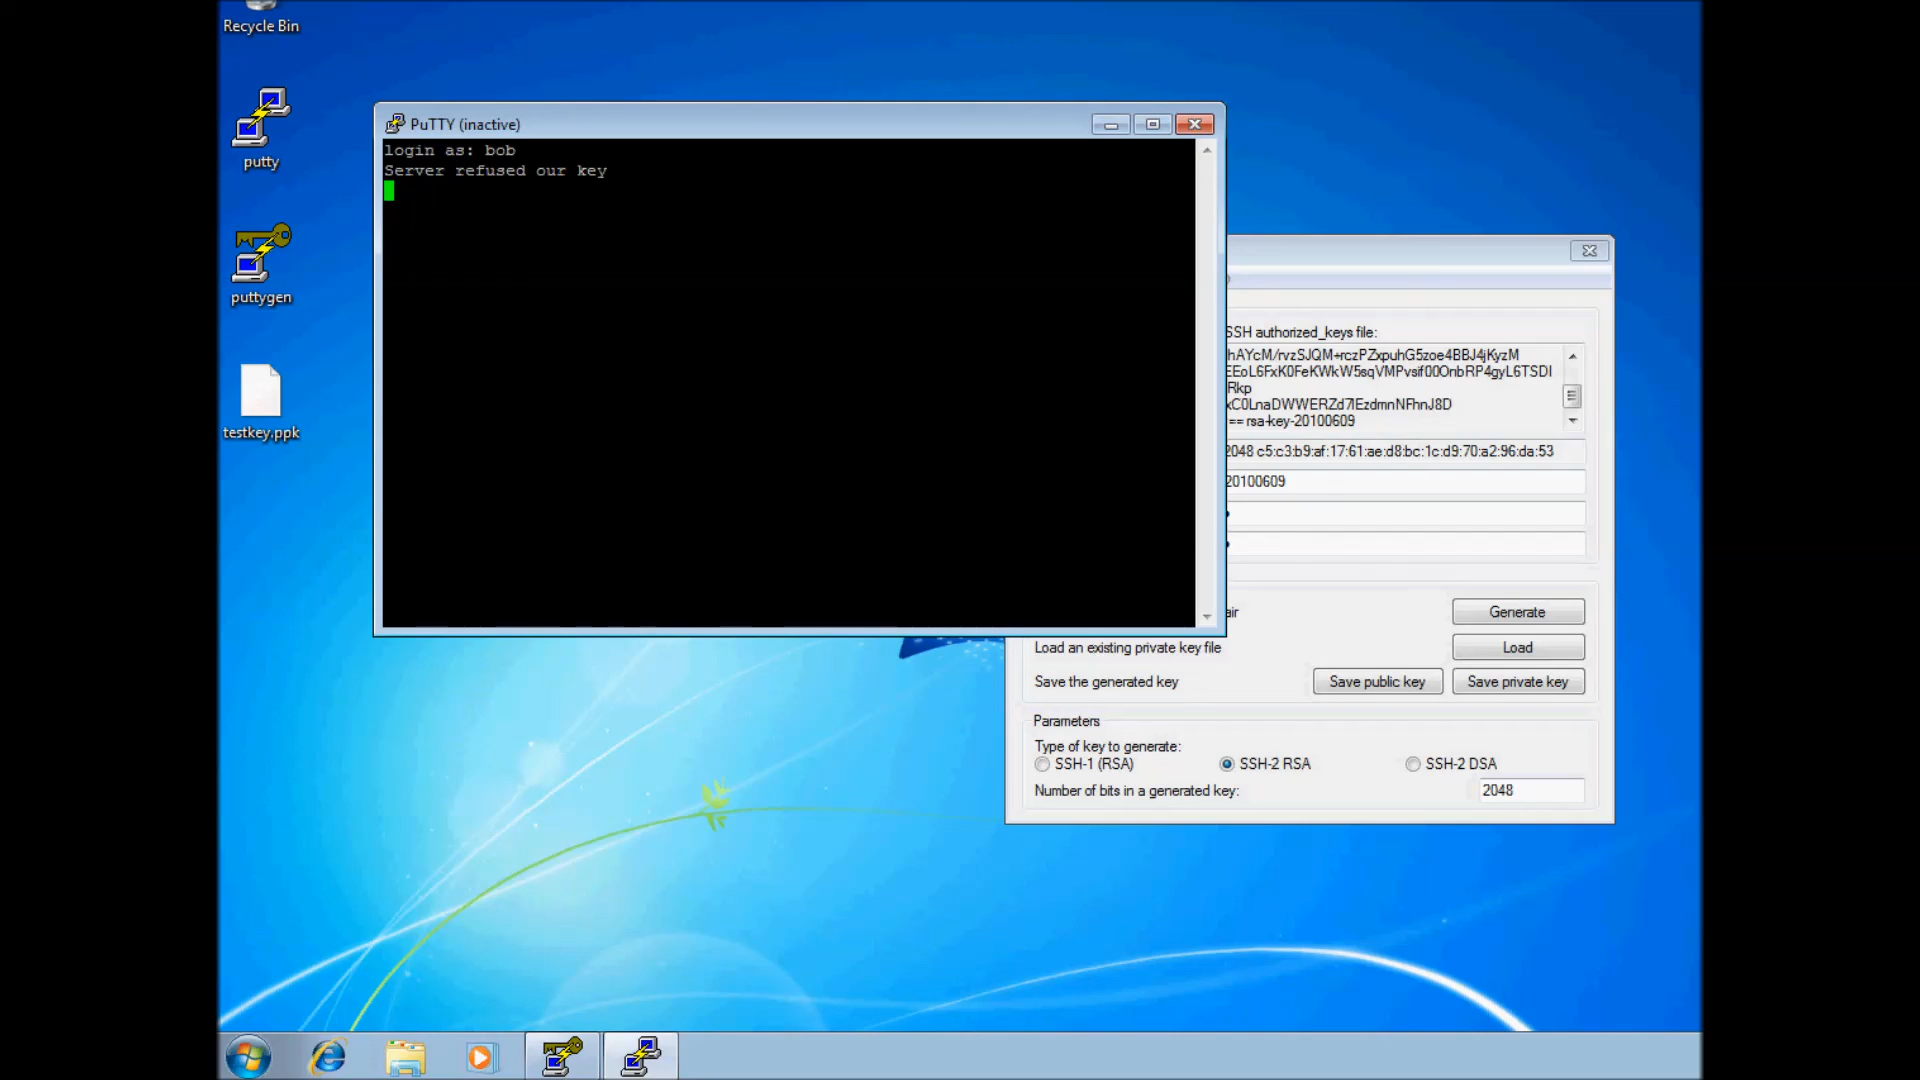 Recycle Bin
putty
puttygen
testkey.ppk
PuTTY (inactive)
login as: bob
Server refused our key
SSH authorized_keys file:
hAYcM/rvzSJQM+rczPZxpuhG5zoe4BBJ4jKyzM
EEoL6FxK0FeKWkW5sqVMPvsif00OnbRP4gyL6TSDI
Rkp
xC0LnaDWWERZd7lEzdmnNFhnJ8D
== rsa-key-20100609
2048 c5:c3:b9:af:17:61:ae:d8:bc:1c:d9:70:a2:96:da:53
20100609
air
Generate
Load an existing private key file
Load
Save the generated key
Save public key
Save private key
Parameters
Type of key to generate:
SSH-1 (RSA)
SSH-2 RSA
SSH-2 DSA
Number of bits in a generated key:
2048